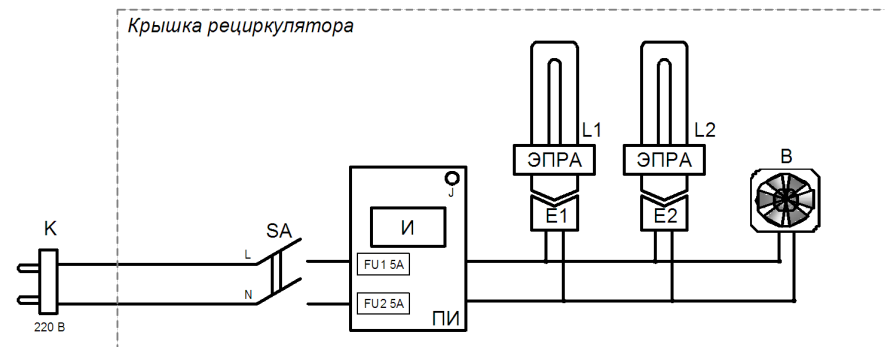 Крышка рециркулятора
L1
L2
ЭПРА
ЭПРА
В
J
К
SA
И
E1
E2
L
FU1 5A
N
FU2 5A
ПИ
220 В